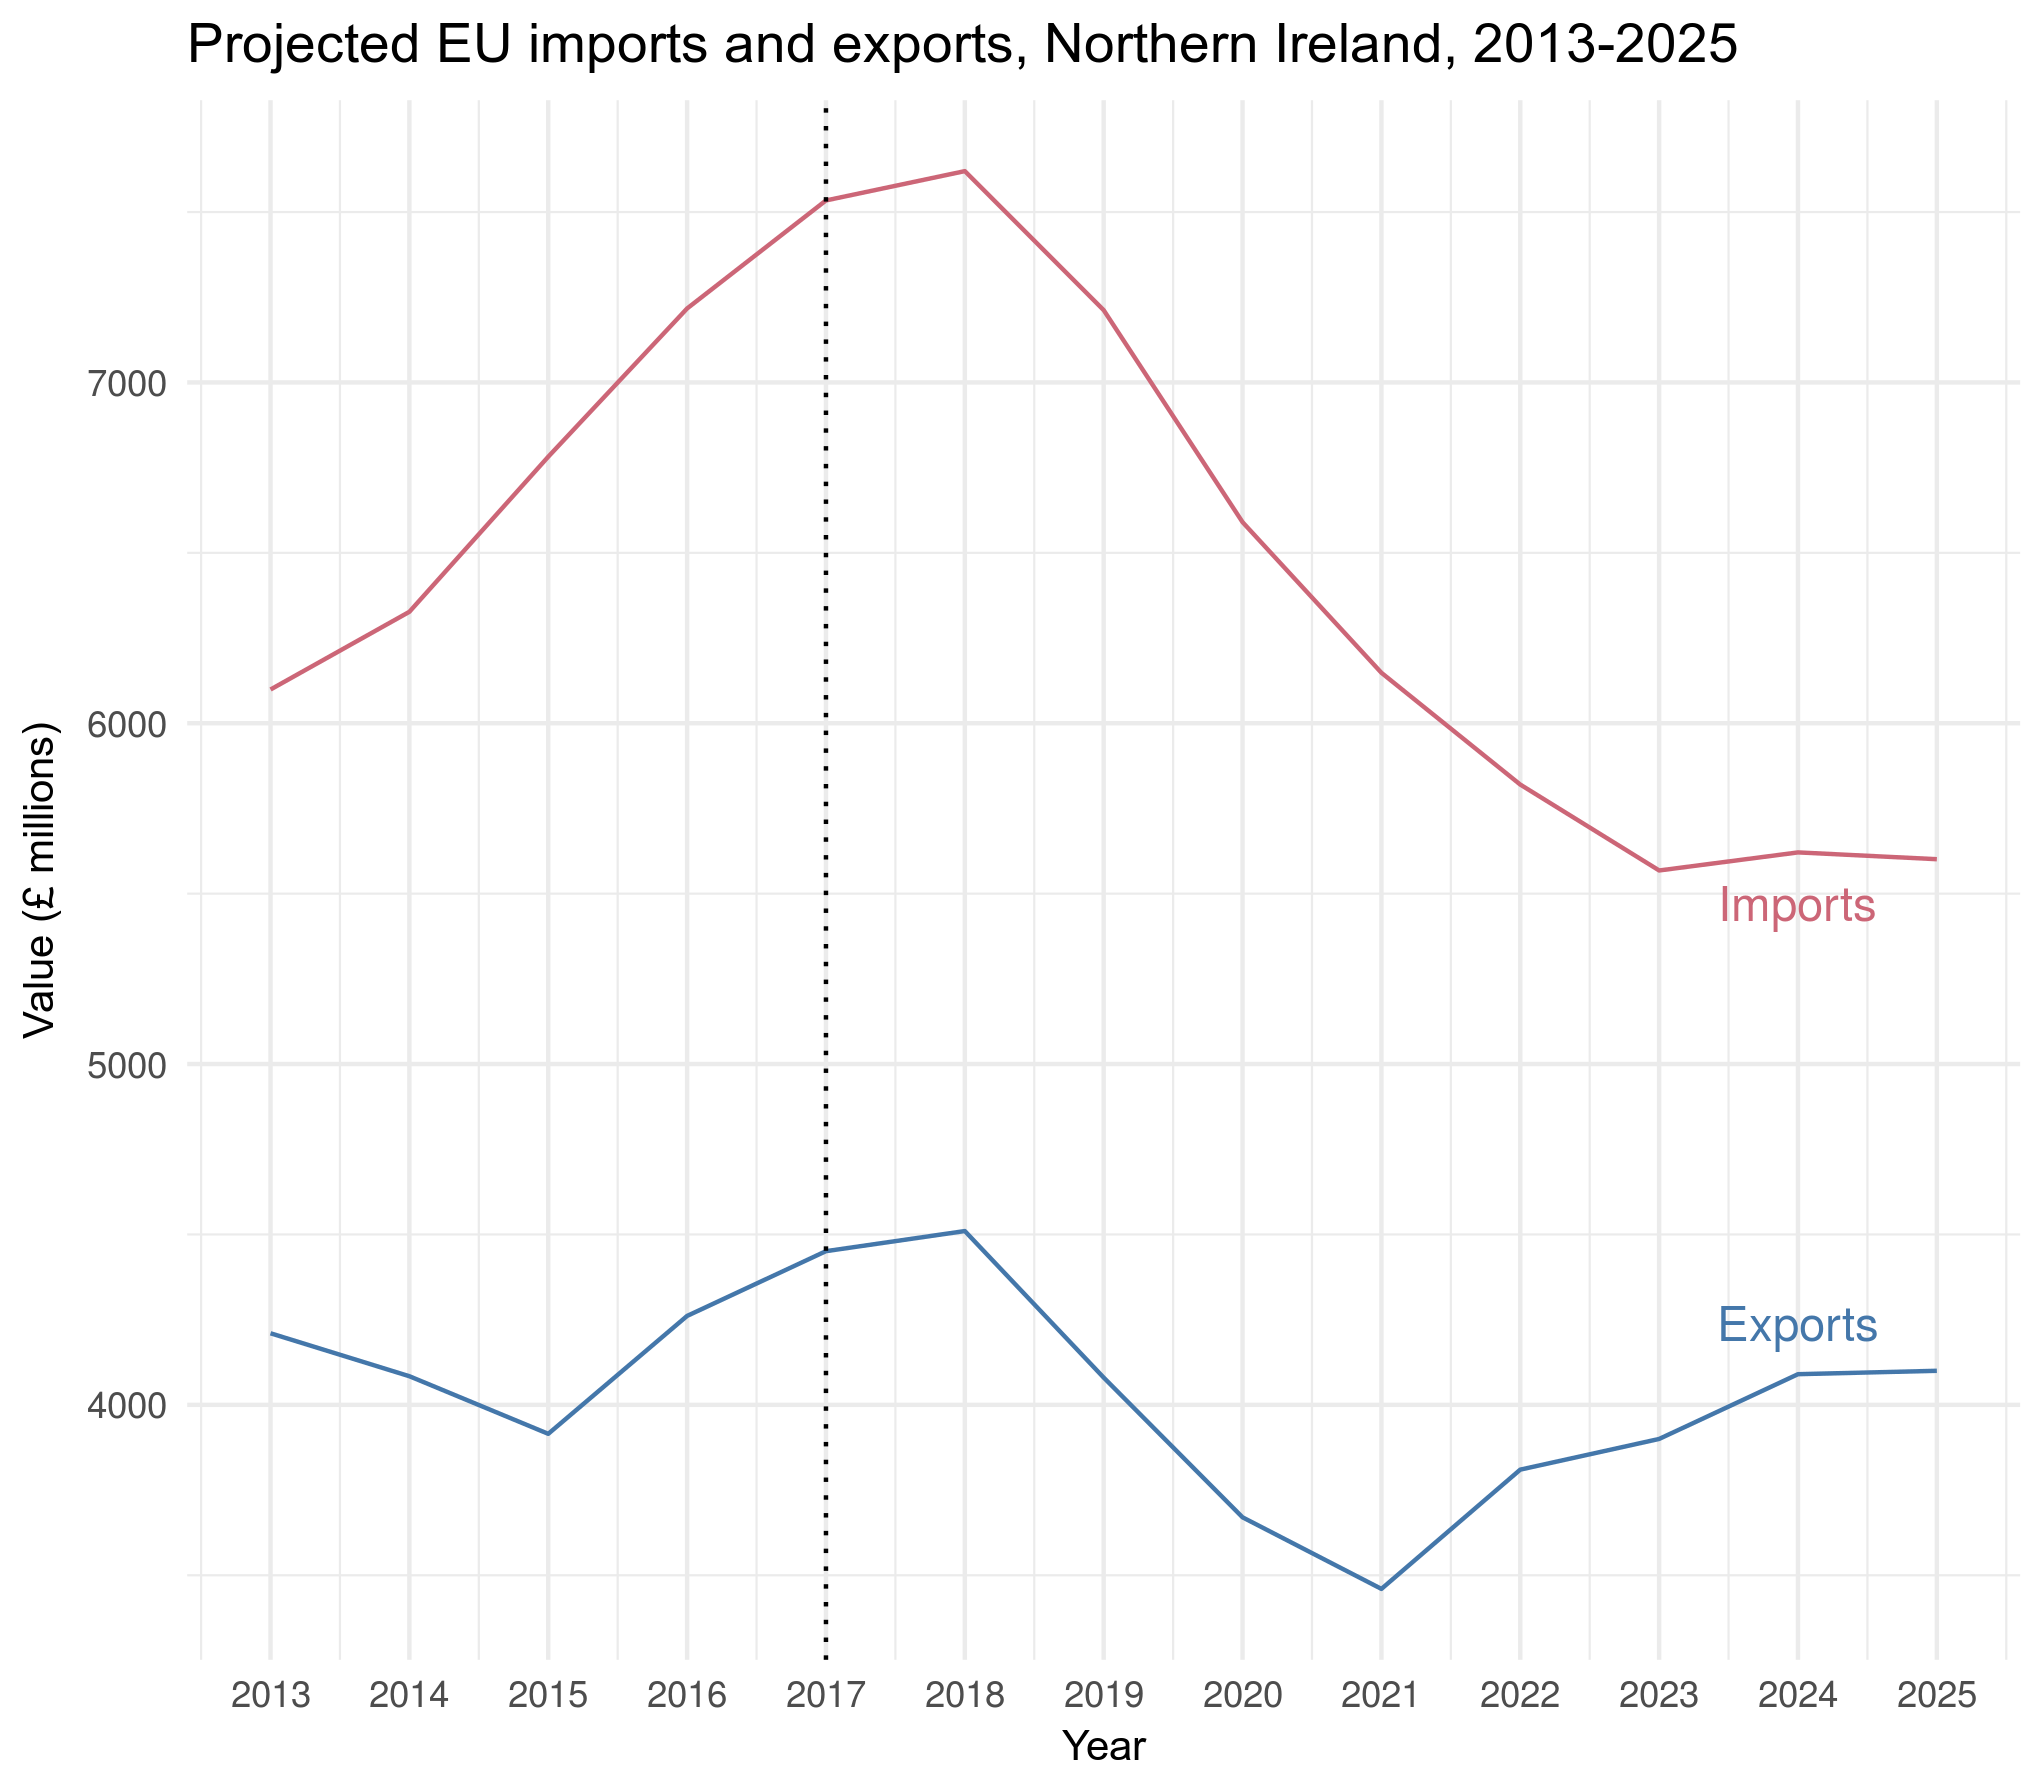 Projected EU imports and exports, Northern Ireland, 2013-2025
Value (£ millions)
7000
6000
5000
4000
Imports
Exports
2013 2014 2015 2016 2017 2018 2019 2020 2021 2022 2023 2024 2025
Year